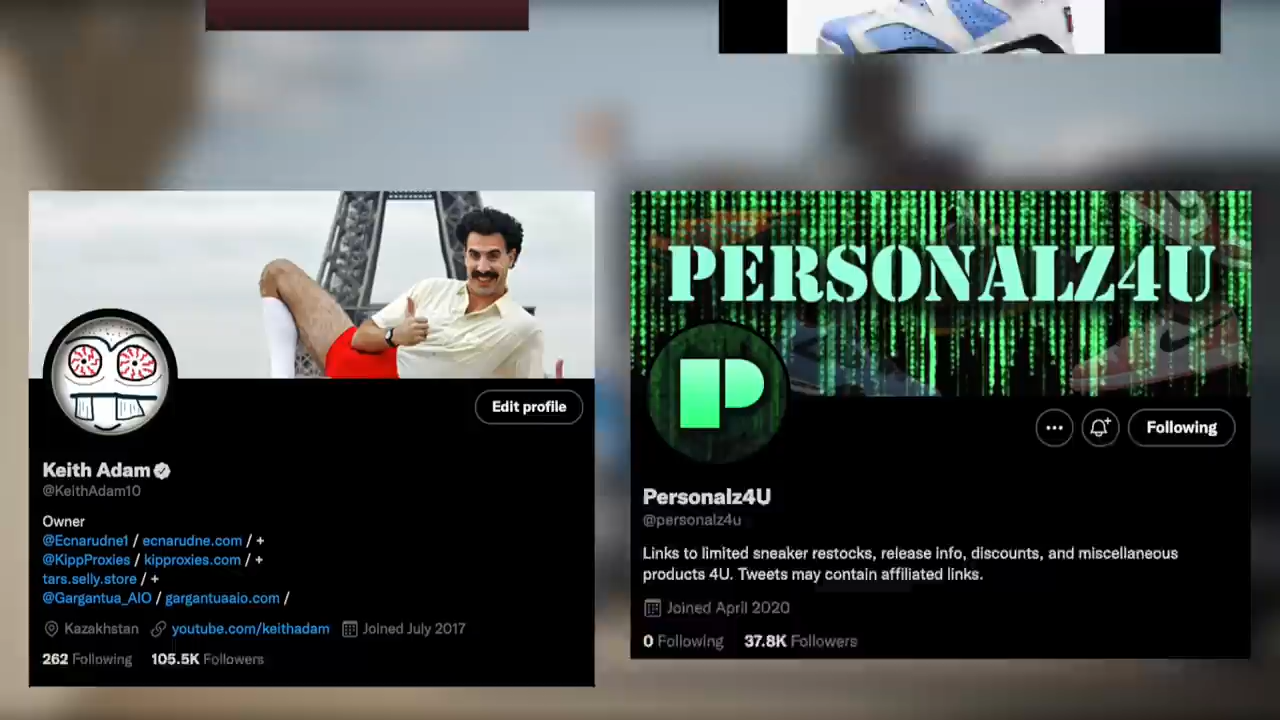 Edit profile
Keith Adam
@KeithAdam10
Owner
@Ecnarudne1 / ecnarudne.com / +
@KippProxies / kipproxies.com / +
tars.selly.store / +
@Gargantua_AIO / gargantuaaio.com /
Kazakhstan youtube.com/keithadam Joined July 2017
262 Following 105.5K Followers
PERSONALZ4U
P
Following
Personalz4U
@personalz4u
Links to limited sneaker restocks, release info, discounts, and miscellaneous
products 4U. Tweets may contain affiliated links.
Joined April 2020
0 Following 37.8K Followers